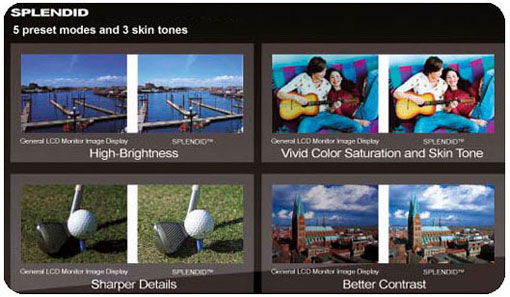 SPLENDID
5 preset modes and 3 skin tones
General LCD Monitor Image Display SPLENDID™
High-Brightness
General LCD Monitor Image Display SPLENDID™
Vivid Color Saturation and Skin Tone
General LCD Monitor Image Display SPLENDID™
Sharper Details
General LCD Monitor Image Display SPLENDID™
Better Contrast